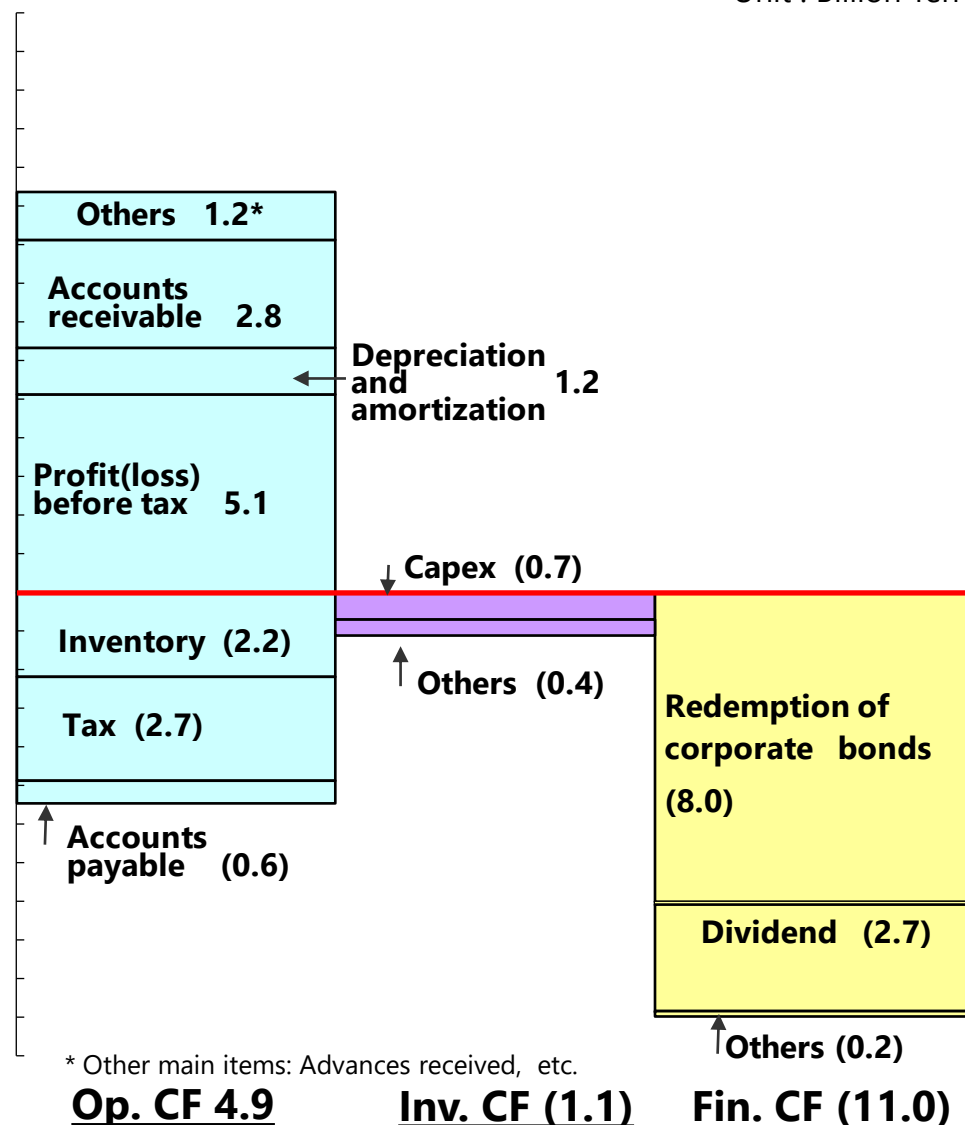 Others 1.2*
Accounts
receivable 2.8
Depreciation
and 1.2
amortization
Profit(loss)
before tax 5.1
Capex (0.7)
Inventory (2.2)
Others (0.4)
Tax (2.7)
Redemption of
corporate bonds
(8.0)
Accounts
payable (0.6)
Dividend (2.7)
Others (0.2)
* Other main items: Advances received, etc.
Op. CF 4.9
Inv. CF (1.1)
Fin. CF (11.0)